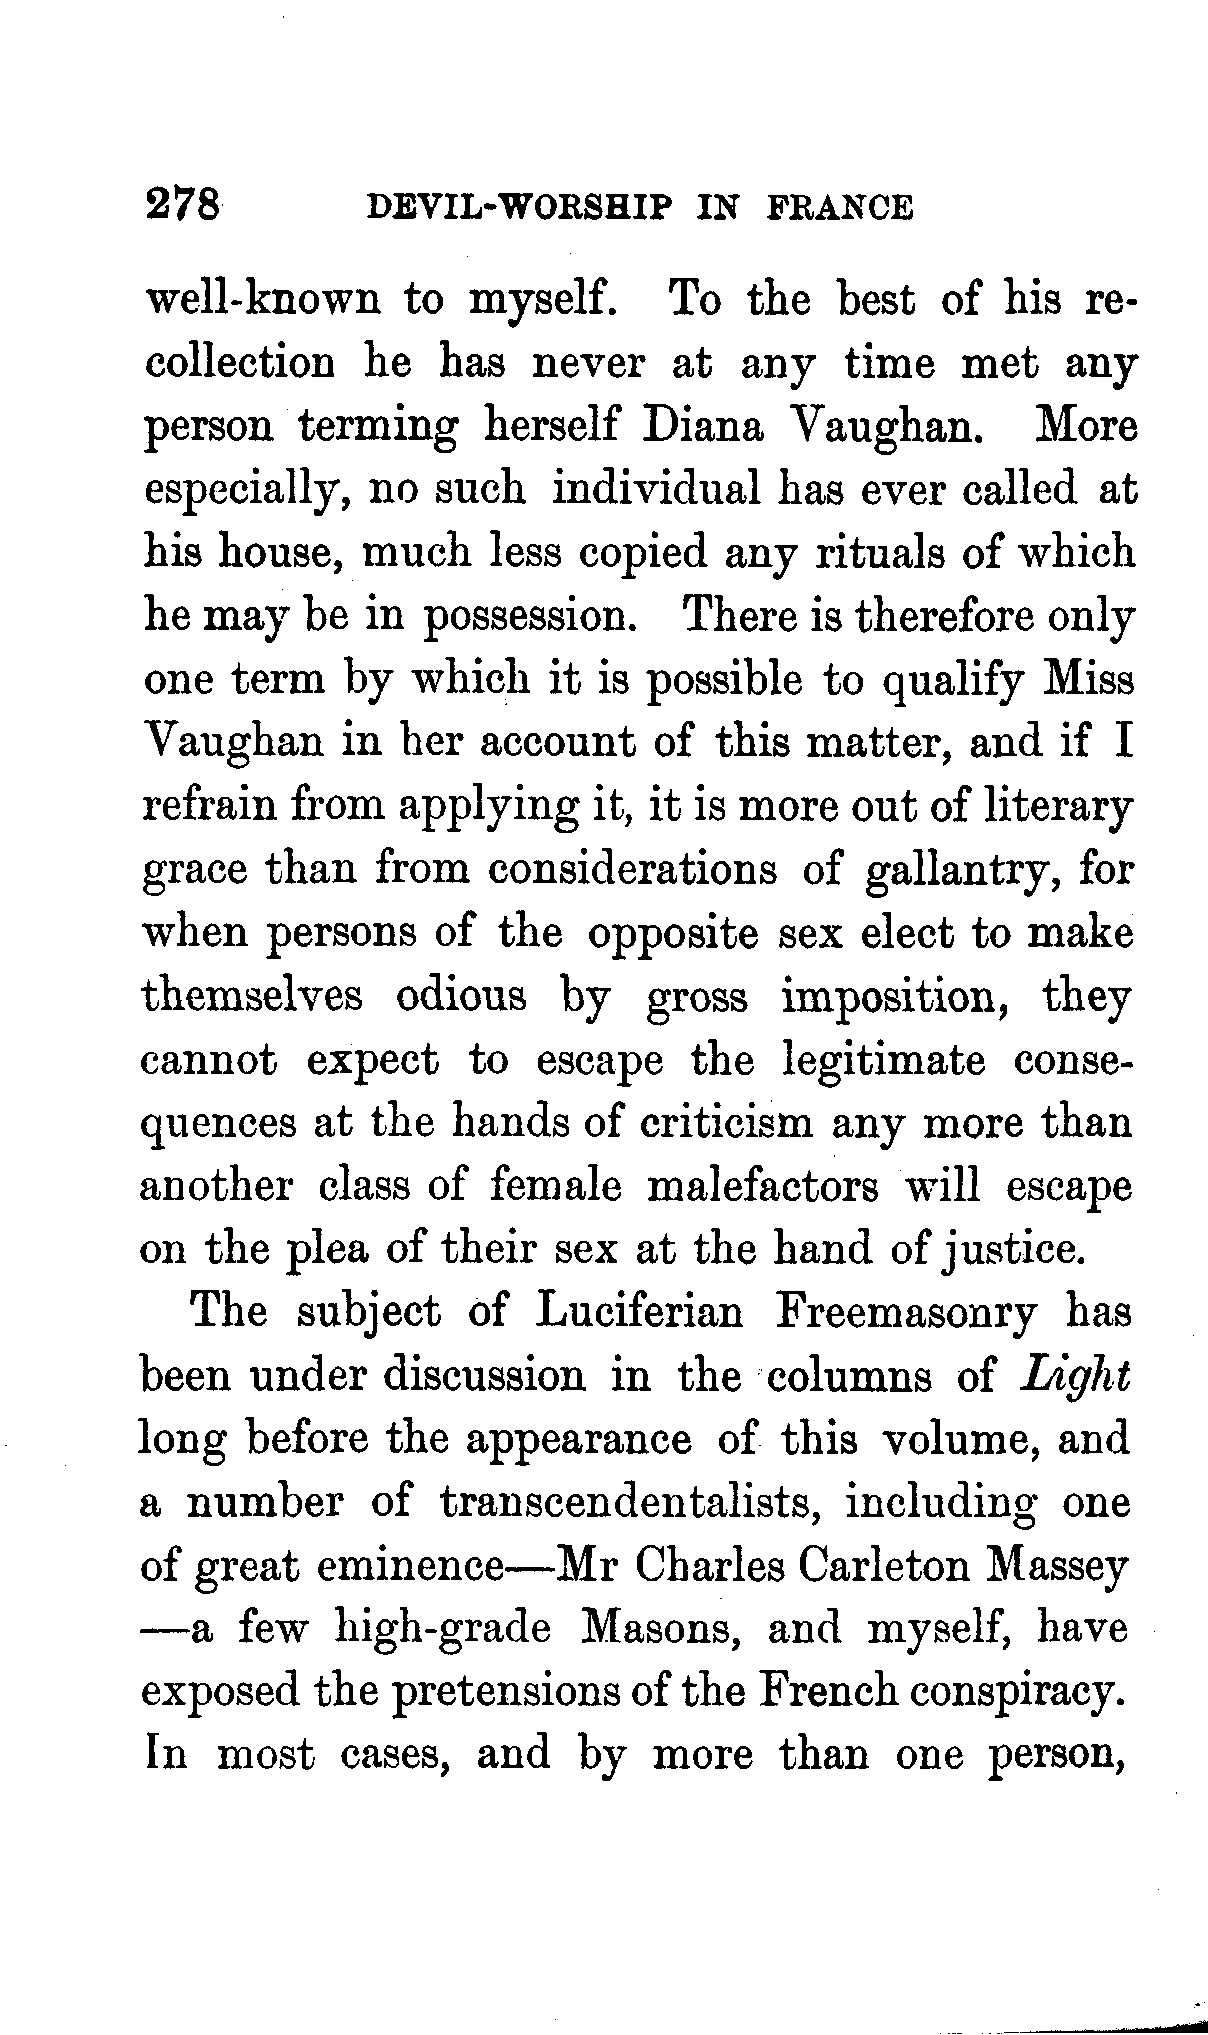 278 DEVIL-WORSHIP IN FRANCE
well-known to myself. To the best of his re-
collection he has never at any time met any
person terming herself Diana Vaughan. More
especially, no such individual has ever called at
his house, much less copied any rituals of which
he may be in possession. There is therefore only
one term by which it is possible to qualify Miss
Vaughan in her account of this matter, and if I
refrain from applying it, it is more out of literary
grace than from considerations of gallantry, for
when persons of the opposite sex elect to make
themselves odious by gross imposition, they
cannot expect to escape the legitimate conse-
quences at the hands of criticism any more than
another class of female malefactors will escape
on the plea of their sex at the hand of justice.
The subject of Luciferian Freemasonry has
been under discussion in the columns of Light
long before the appearance of this volume, and
a number of transcendentalists, including one
of great eminence—Mr Charles Carleton Massey
—a few high-grade Masons, and myself, have
exposed the pretensions of the French conspiracy.
In most cases, and by more than one person,